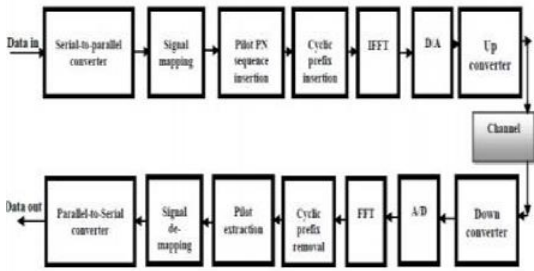 Data in
Serial-to-parallel
converter
Signal
mapping
Pilot PN
sequence
insertion
Cyclic
prefix
insertion
IFFT
D/A
Up
converter
Channel
Data out
Parallel-to-Serial
converter
Signal
de-
mapping
Pilot
extraction
Cyclic
prefix
removal
FFT
A/D
Down
converter